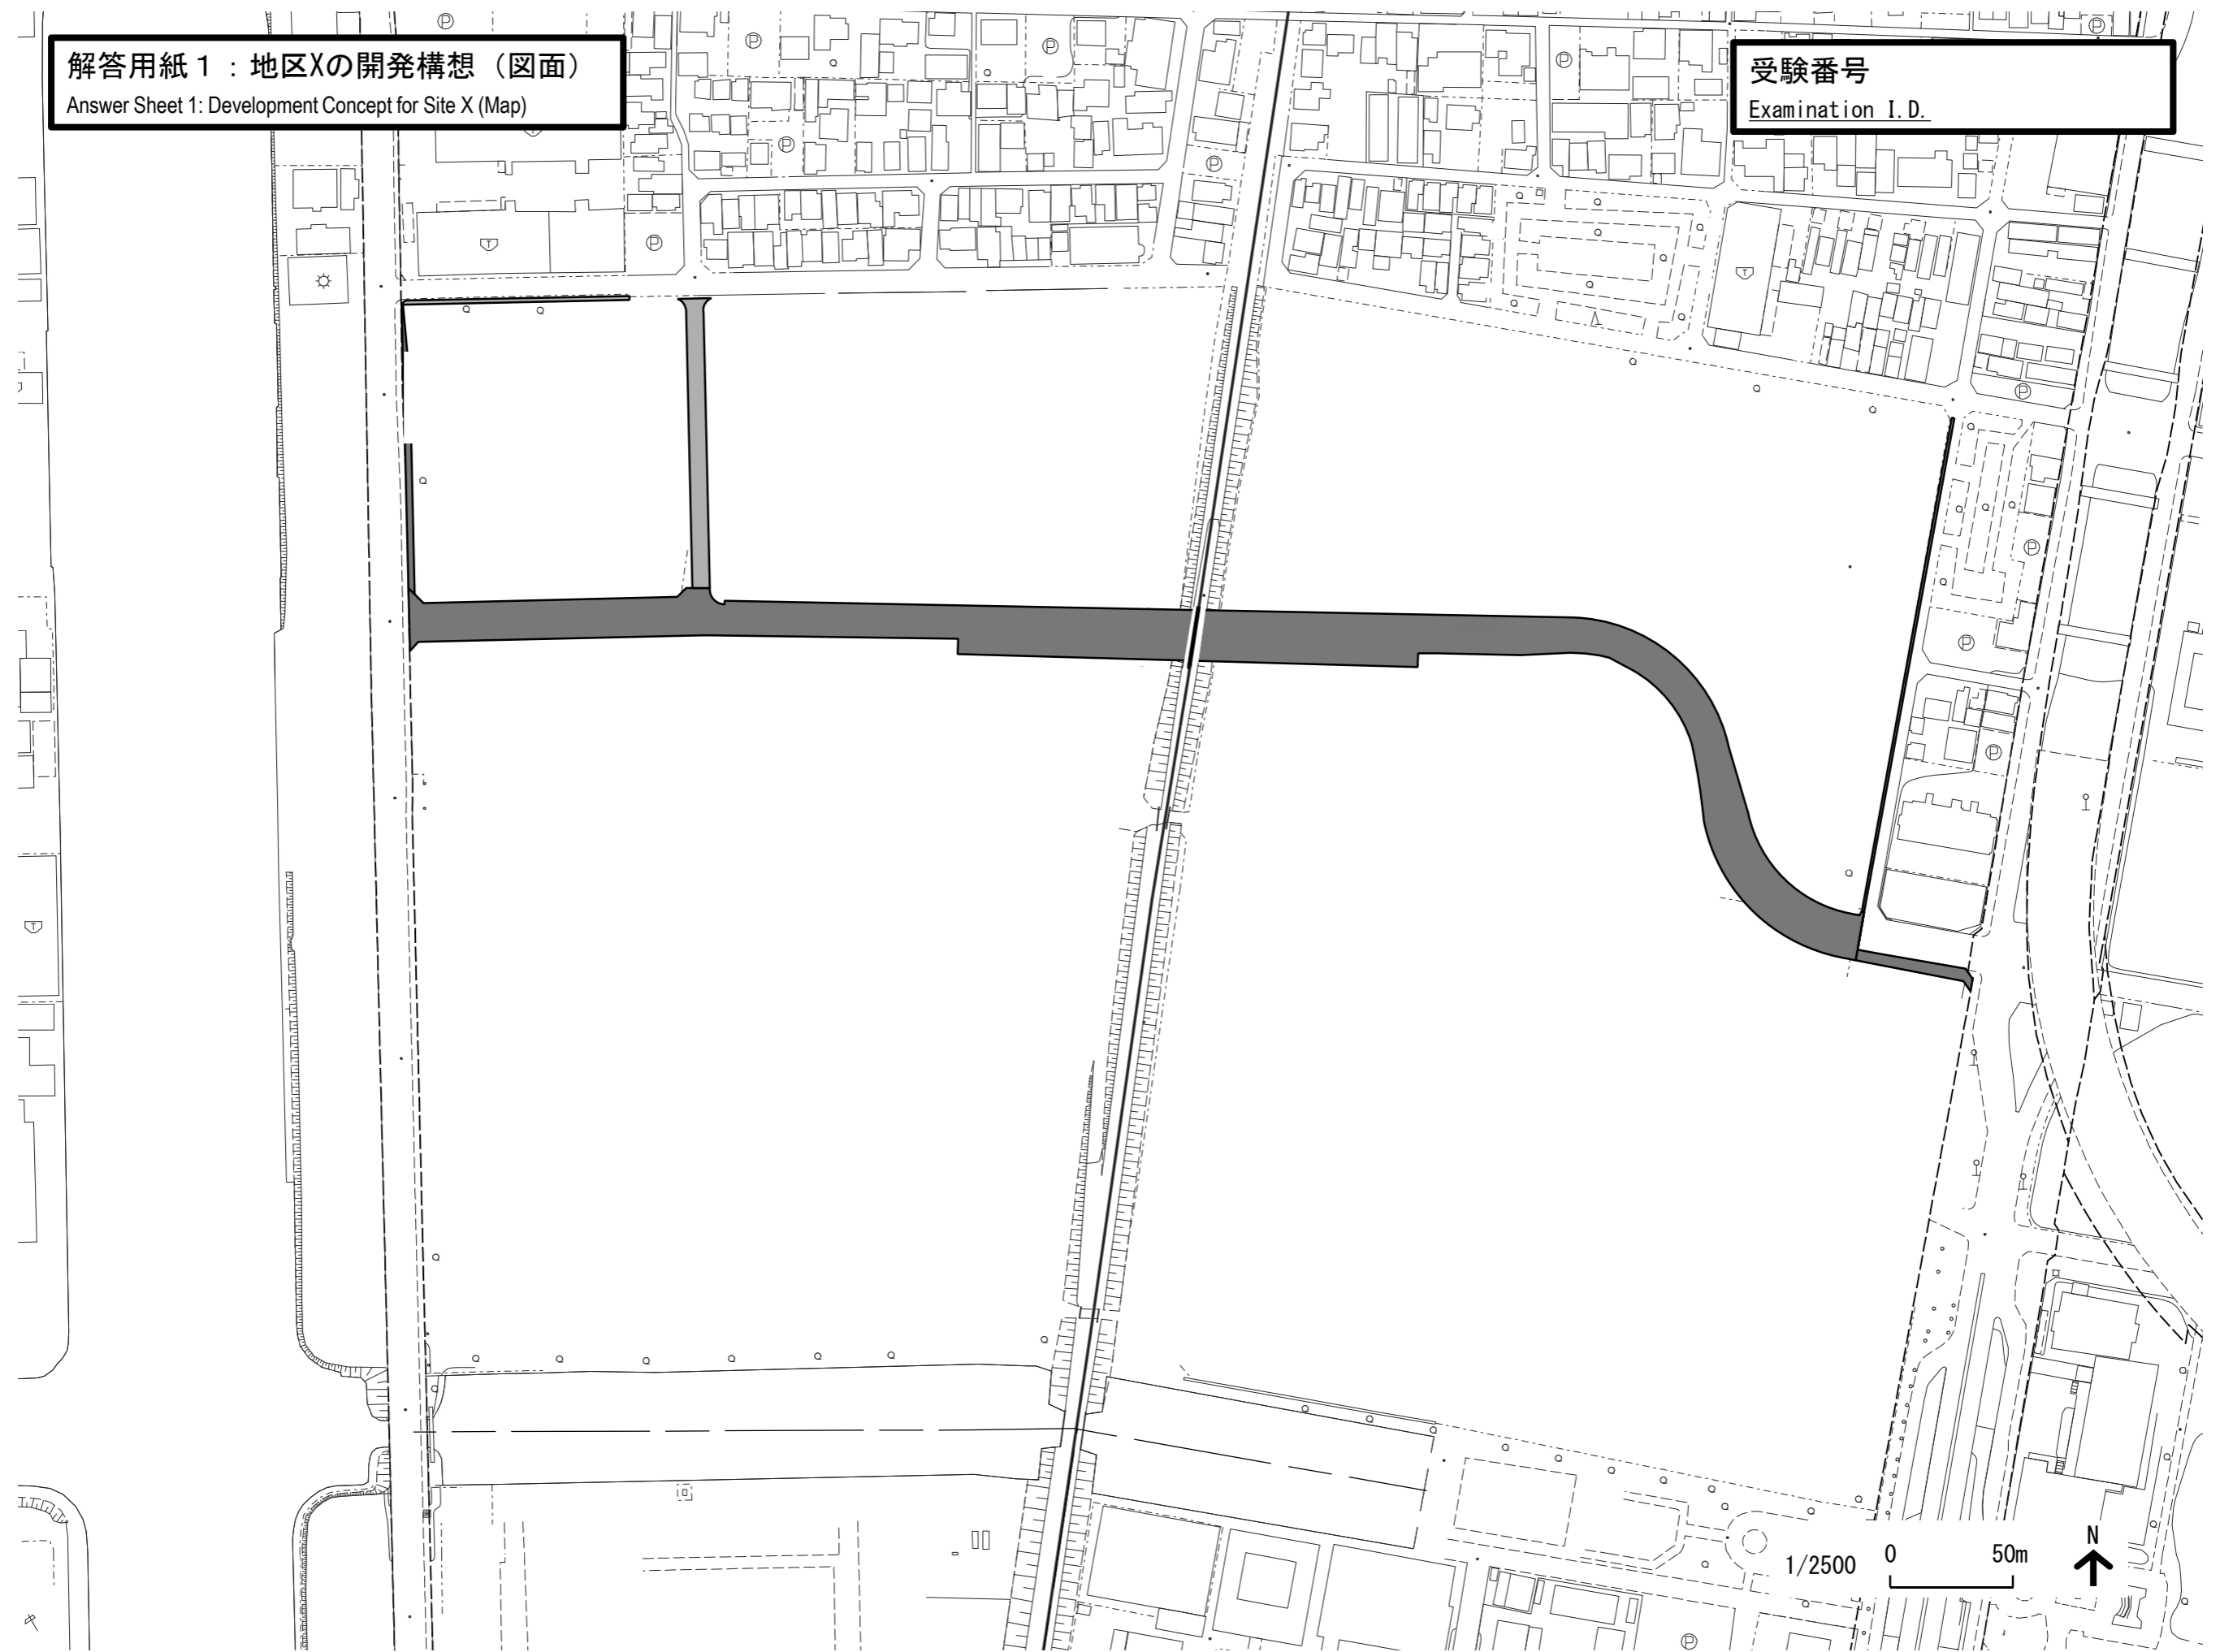 解答用紙1:地区Xの開発構想(図面)
Answer Sheet 1: Development Concept for Site X (Map)
受験番号
Examination I.D.
P
P
P
P
P
P
P
P
T
T
T
P
P
P
P
P
T
1/2500
0
50m
N
P